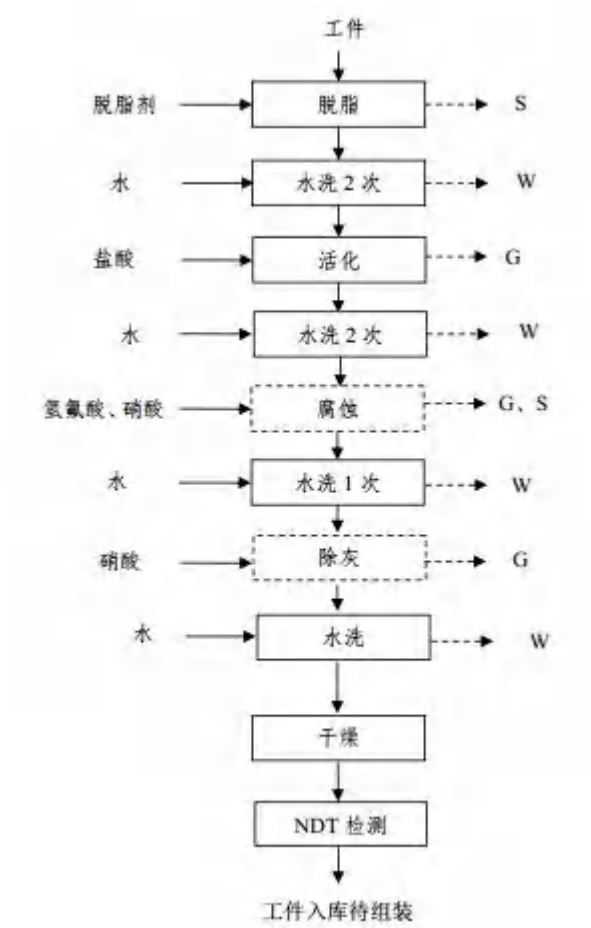 工件
脱脂剂 脱脂 S
水 水洗 2 次 W
盐酸 活化 G
水 水洗 2 次 W
氢氰酸、硝酸 腐蚀 G、S
水 水洗 1 次 W
硝酸 除灰 G
水 水洗 W
干燥
NDT 检测
工件入库待组装